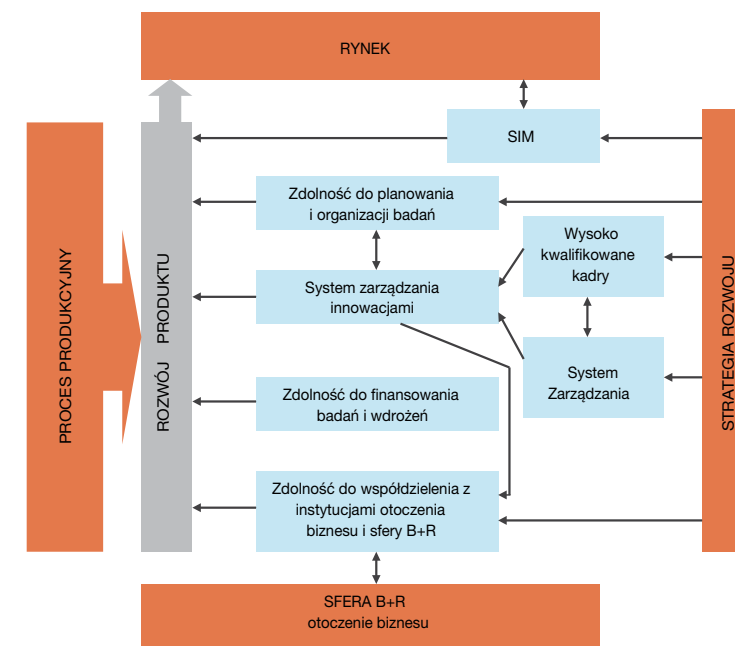 RYNEK
SIM
Zdolność do planowania
i organizacji badań
Wysoko
kwalifikowane
kadry
System zarządzania
innowacjami
System
Zarządzania
Zdolność do finansowania
badań i wdrożeń
Zdolność do współdzielenia z
instytucjami otoczenia
biznesu i sfery B+R
SFERA B+R
otoczenie biznesu
PROCES PRODUKCYJNY
ROZWÓJ PRODUKTU
STRATEGIA ROZWOJU